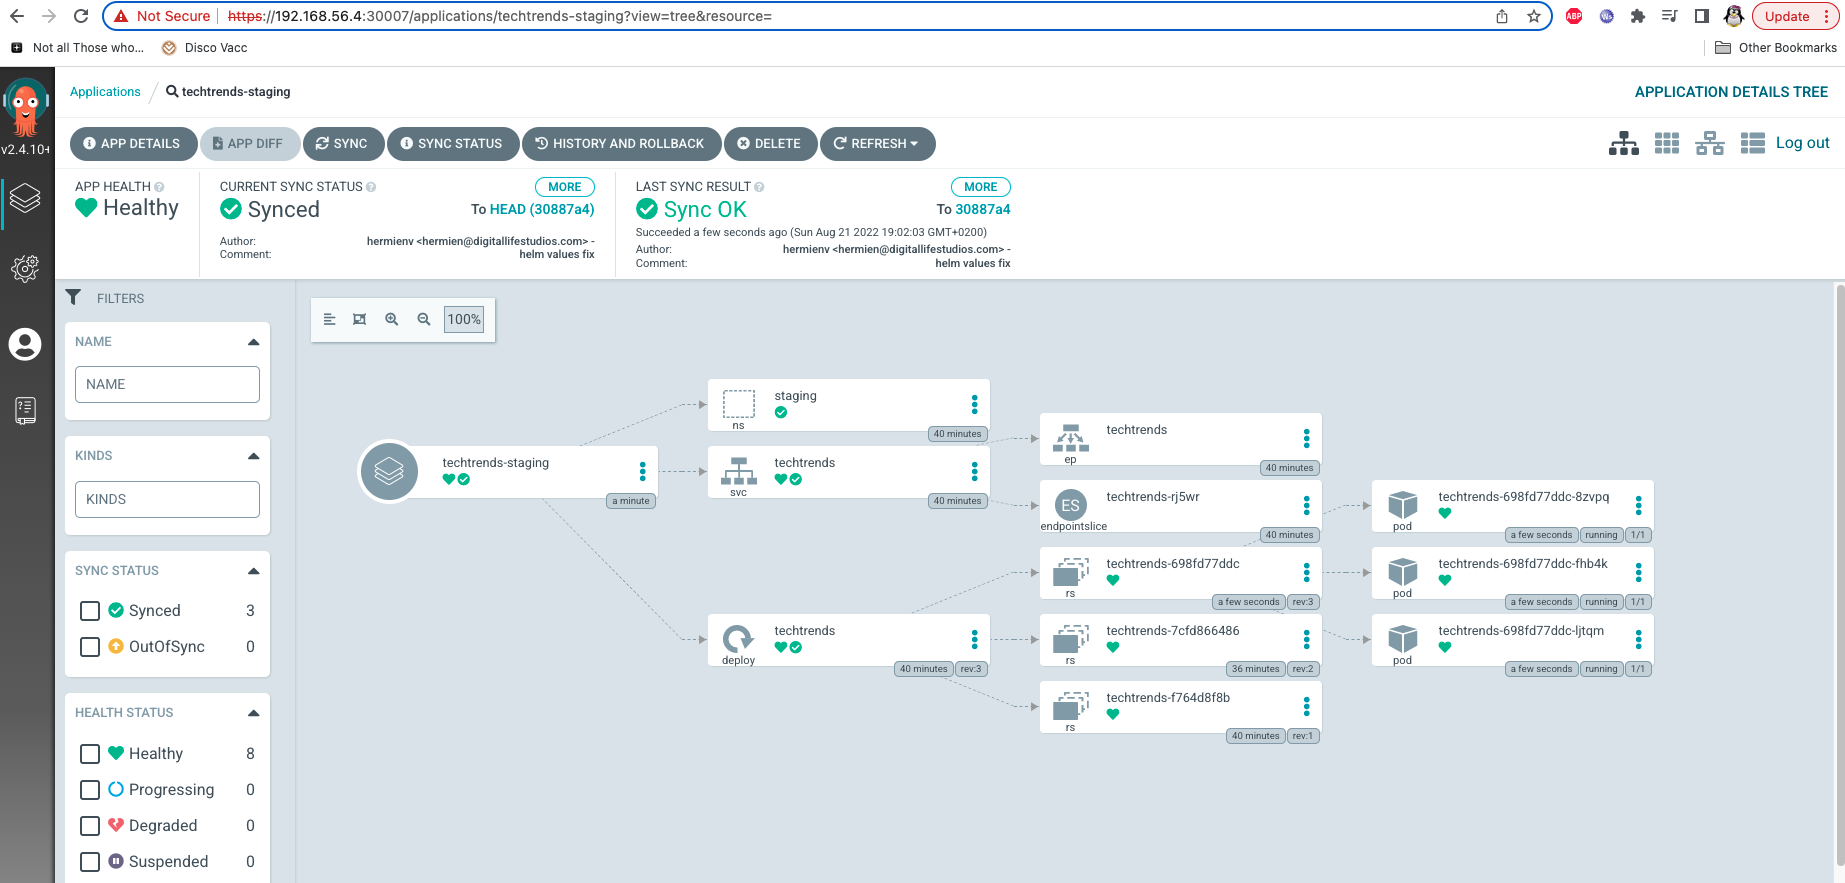 Not Secure https://192.168.56.4:30007/applications/techtrends-staging?view=tree&resource=
ABP
Update
Not all Those who... Disco Vacc
Other Bookmarks
v2.4.10+
Applications / techtrends-staging
APPLICATION DETAILS TREE
APP DETAILS APP DIFF SYNC SYNC STATUS HISTORY AND ROLLBACK DELETE REFRESH
Log out
APP HEALTH
Healthy
CURRENT SYNC STATUS MORE
Synced To HEAD (30887a4)
Author: hermienv <hermien@digitallifestudios.com> -
Comment: helm values fix
LAST SYNC RESULT MORE
Sync OK To 30887a4
Succeeded a few seconds ago (Sun Aug 21 2022 19:02:03 GMT+0200)
Author: hermienv <hermien@digitallifestudios.com> -
Comment: helm values fix
FILTERS
NAME
NAME
KINDS
KINDS
SYNC STATUS
Synced 3
OutOfSync 0
HEALTH STATUS
Healthy 8
Progressing 0
Degraded 0
Suspended 0
100%
techtrends-staging
a minute
staging
ns
40 minutes
techtrends
svc
40 minutes
techtrends
deploy
40 minutes rev:3
techtrends
ep
40 minutes
ES
techtrends-rj5wr
endpointslice
40 minutes
techtrends-698fd77ddc
rs
a few seconds rev:3
techtrends-7cfd866486
rs
36 minutes rev:2
techtrends-f764d8f8b
rs
40 minutes rev:1
techtrends-698fd77ddc-8zvpq
pod
a few seconds running 1/1
techtrends-698fd77ddc-fhb4k
pod
a few seconds running 1/1
techtrends-698fd77ddc-ljtqm
pod
a few seconds running 1/1